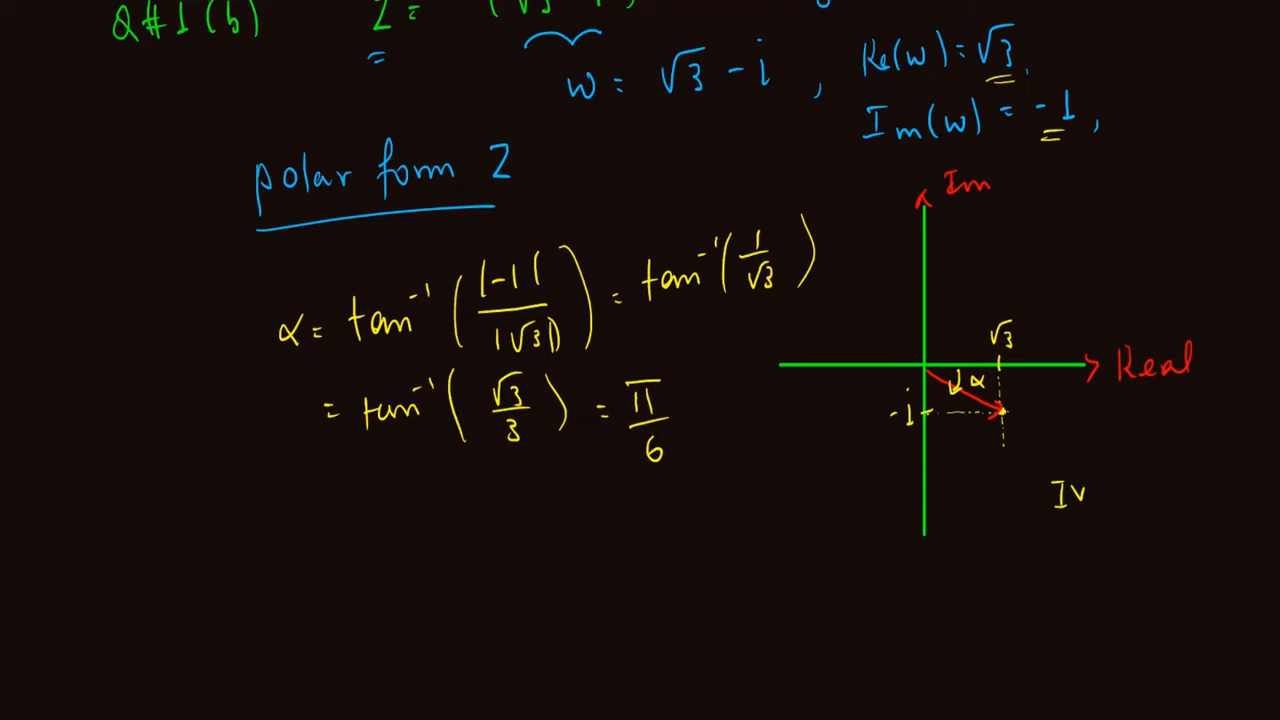 Q#1(b) Z = (√3
w = √3 - i , Re(w) = √3,
Im(w) = -1,
polar form Z
Im
α = tan⁻¹(|-1|/|√3|) = tan⁻¹(1/√3)
√3
Real
α
= tan⁻¹(√3/3) = π/6
-i
IV